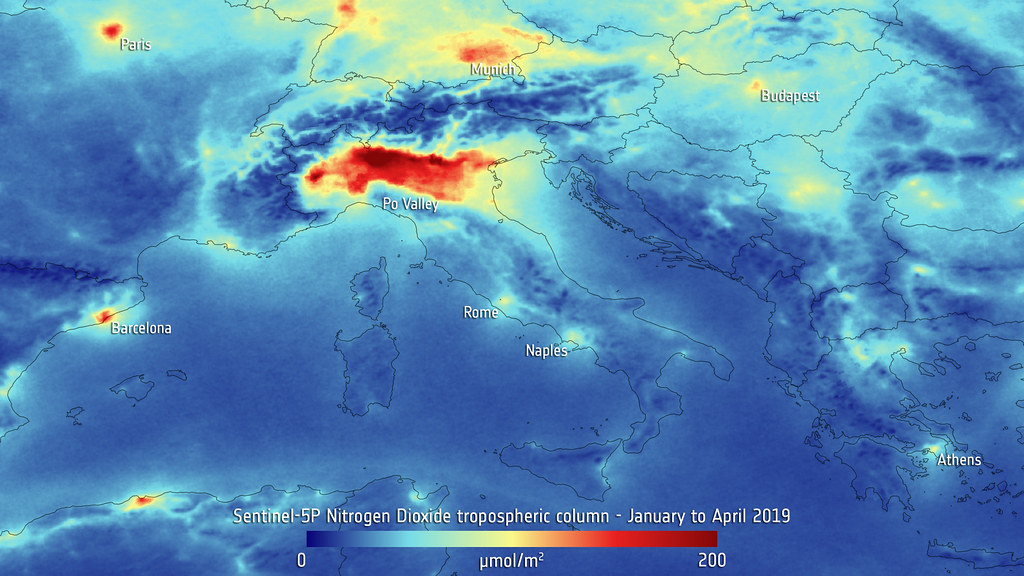 Paris
Munich
Budapest
Po Valley
Rome
Barcelona
Naples
Athens
Sentinel-5P Nitrogen Dioxide tropospheric column - January to April 2019
0 µmol/m² 200